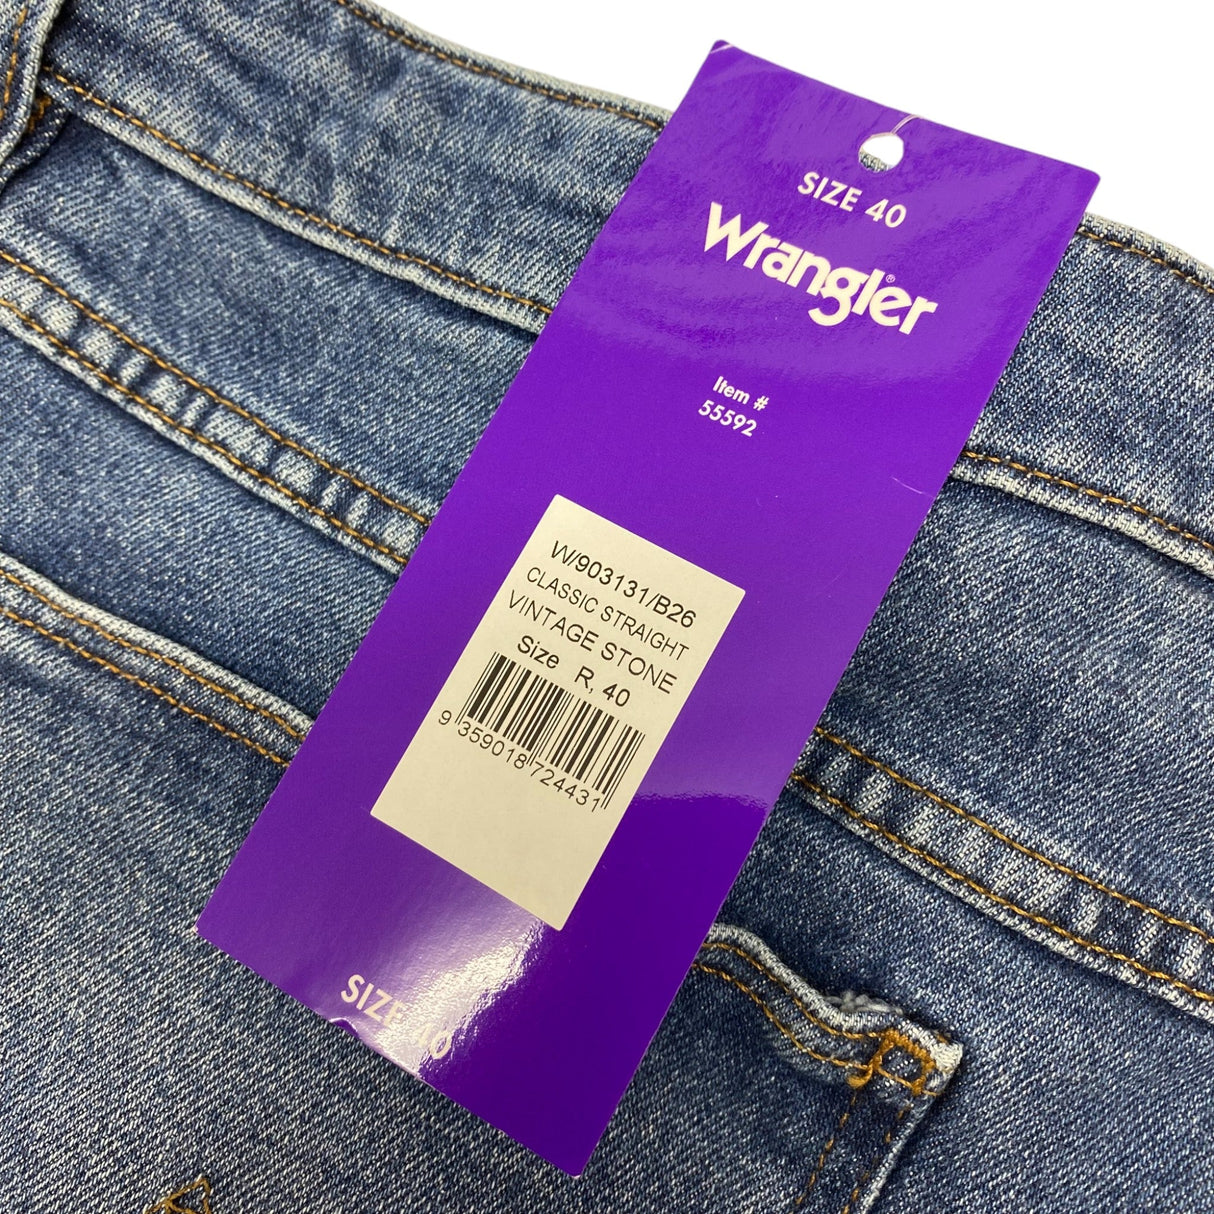 SIZE 40
Wrangler®
Item #
55592
W/903131/B26
CLASSIC STRAIGHT
VINTAGE STONE
Size R, 40
9 359018 724431
SIZE 40